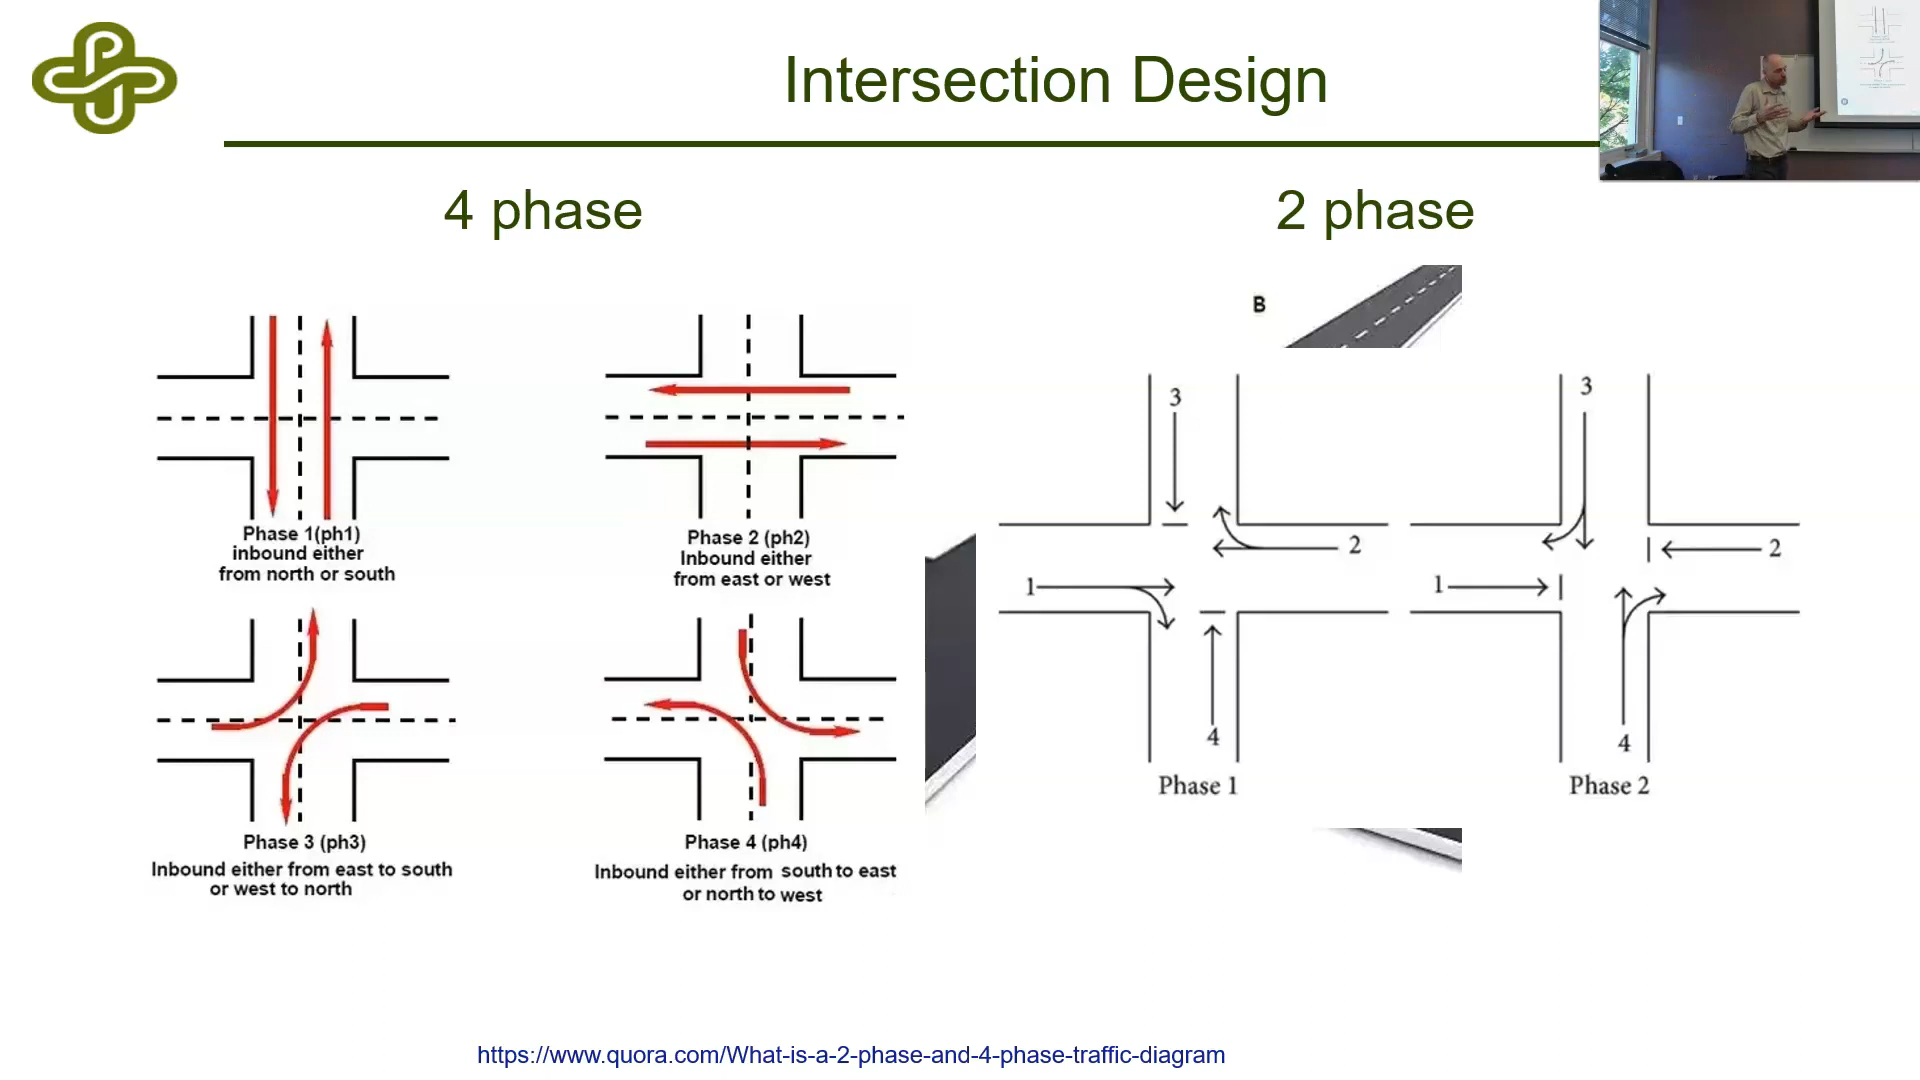 Intersection Design
4 phase
2 phase
Phase 1(ph1)
inbound either
from north or south
Phase 2 (ph2)
Inbound either
from east or west
Phase 3 (ph3)
Inbound either from east to south
or west to north
Phase 4 (ph4)
Inbound either from south to east
or north to west
B
3
2
1
4
Phase 1
3
2
1
4
Phase 2
https://www.quora.com/What-is-a-2-phase-and-4-phase-traffic-diagram